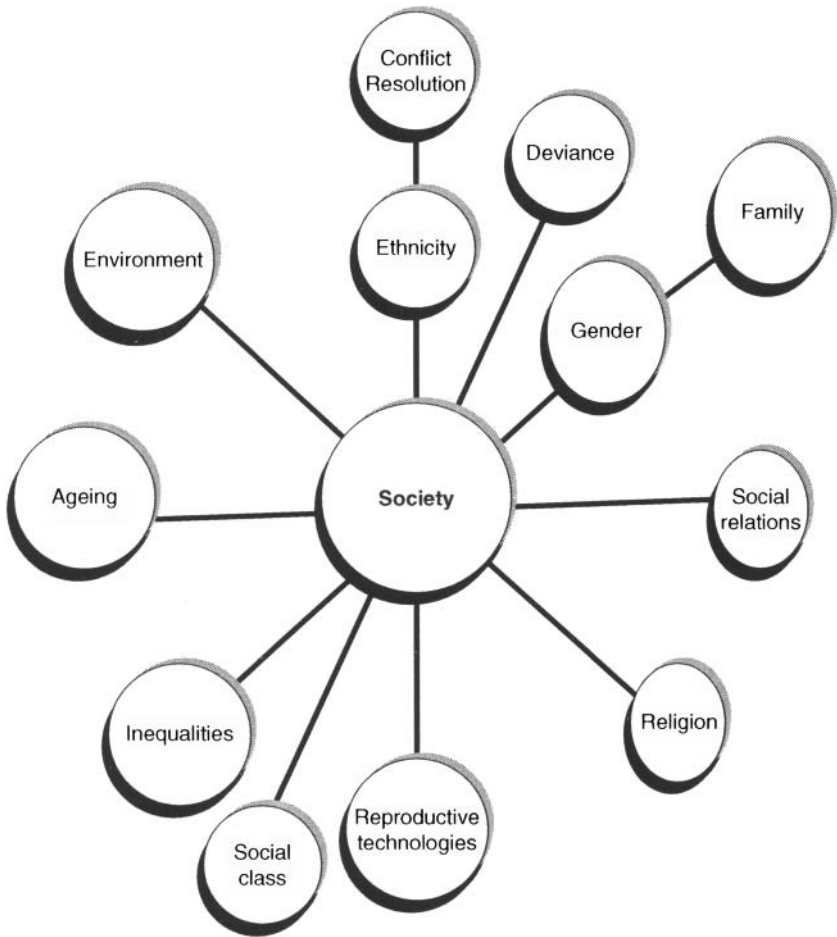 Conflict
Resolution
Deviance
Family
Ethnicity
Environment
Gender
Ageing
Society
Social
relations
Inequalities
Religion
Reproductive
technologies
Social
class